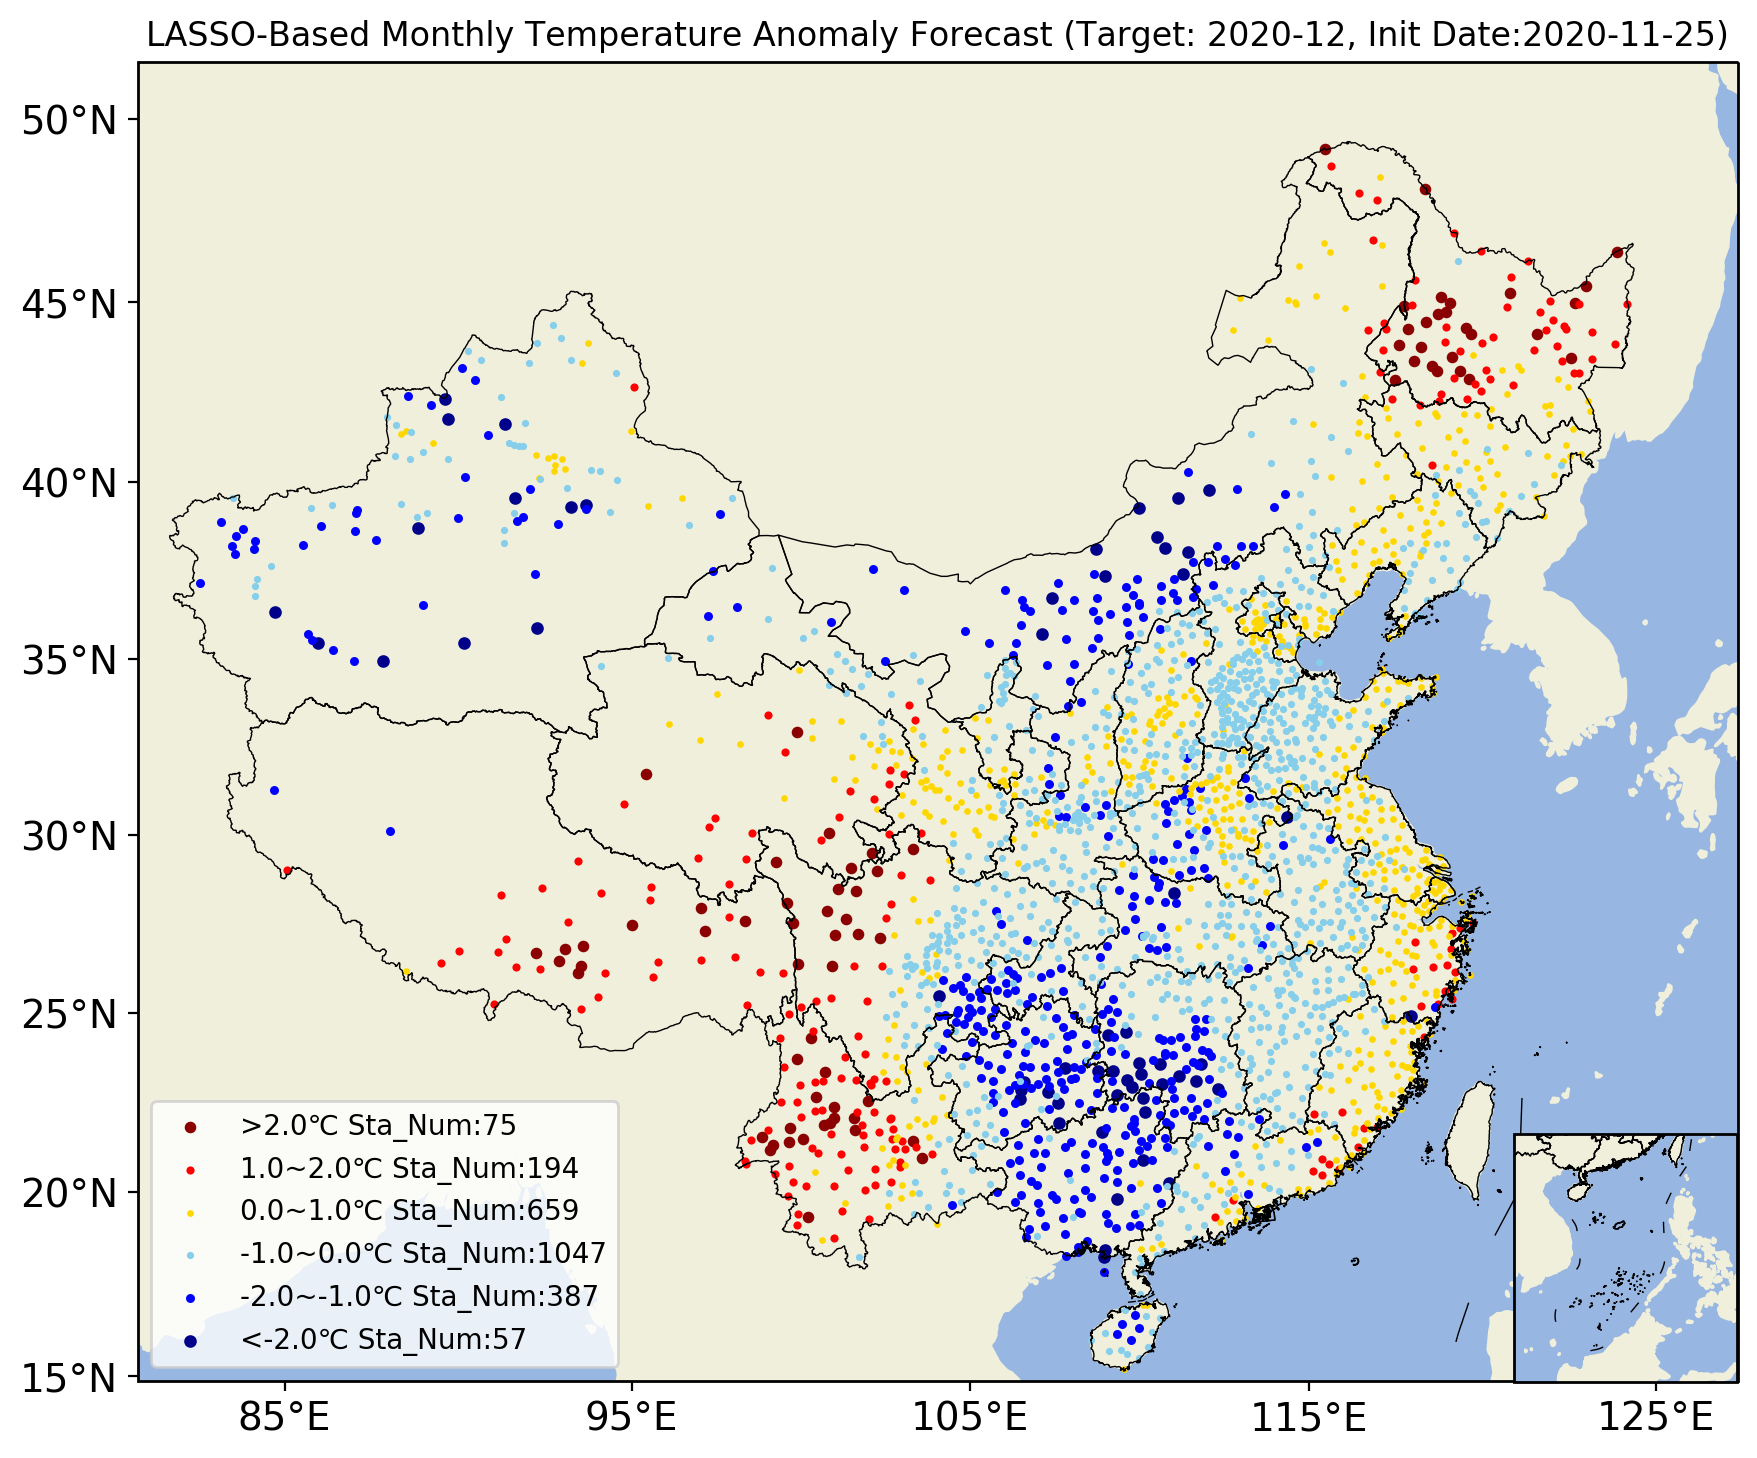 LASSO-Based Monthly Temperature Anomaly Forecast (Target: 2020-12, Init Date:2020-11-25)
50°N
45°N
40°N
35°N
30°N
25°N
20°N
15°N
>2.0℃ Sta_Num:75
1.0~2.0℃ Sta_Num:194
0.0~1.0℃ Sta_Num:659
-1.0~0.0℃ Sta_Num:1047
-2.0~-1.0℃ Sta_Num:387
<-2.0℃ Sta_Num:57
85°E
95°E
105°E
115°E
125°E